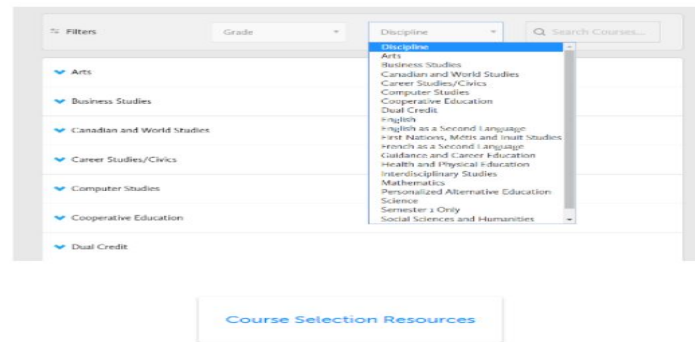 Filters
Grade
Discipline
Search Courses...
Discipline
Arts
Business Studies
Canadian and World Studies
Career Studies/Civics
Computer Studies
Cooperative Education
Dual Credit
English
English as a Second Language
First Nations, Métis and Inuit Studies
French as a Second Language
Guidance and Career Education
Health and Physical Education
Interdisciplinary Studies
Mathematics
Personalized Alternative Education
Science
Semester 1 Only
Social Sciences and Humanities
Arts
Business Studies
Canadian and World Studies
Career Studies/Civics
Computer Studies
Cooperative Education
Dual Credit
Course Selection Resources